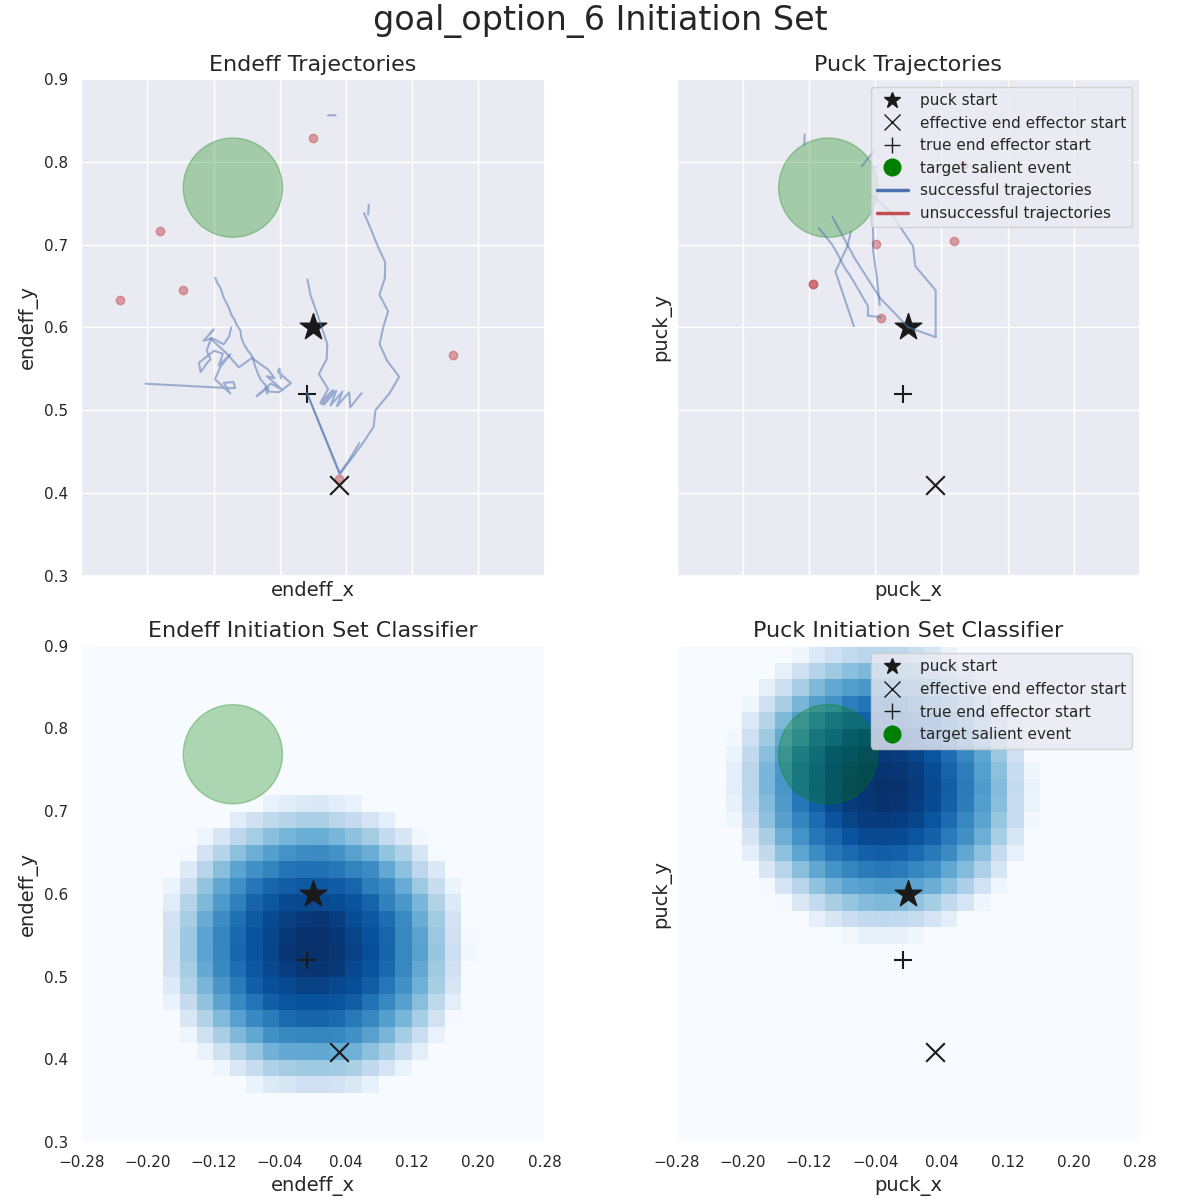 goal_option_6 Initiation Set
Endeff Trajectories
0.9
0.8
0.7
0.6
0.5
0.4
0.3
endeff_y
endeff_x
Puck Trajectories
puck start
effective end effector start
true end effector start
target salient event
successful trajectories
unsuccessful trajectories
puck_y
puck_x
Endeff Initiation Set Classifier
0.9
0.8
0.7
0.6
0.5
0.4
0.3
endeff_y
−0.28 −0.20 −0.12 −0.04 0.04 0.12 0.20 0.28
endeff_x
Puck Initiation Set Classifier
puck start
effective end effector start
true end effector start
target salient event
puck_y
−0.28 −0.20 −0.12 −0.04 0.04 0.12 0.20 0.28
puck_x